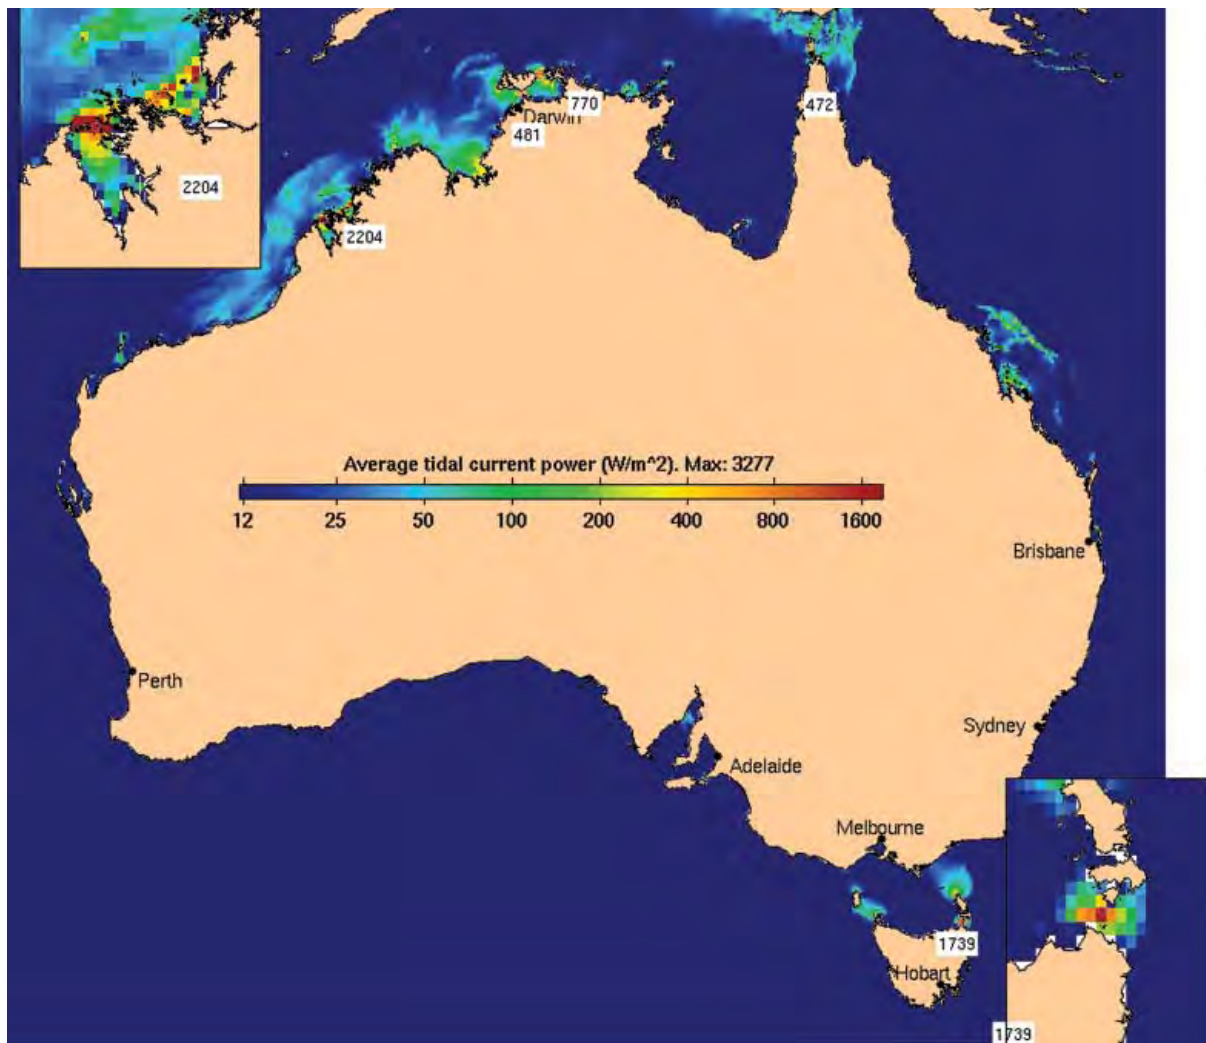 770
472
Darwin
481
2204
2204
Average tidal current power (W/m^2). Max: 3277
12 25 50 100 200 400 800 1600
Brisbane
Perth
Sydney
Adelaide
Melbourne
1739
Hobart
1739